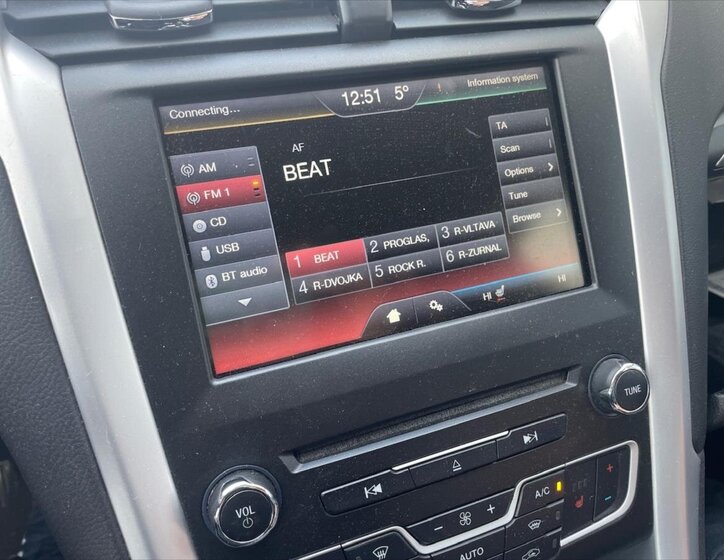 Connecting... 12:51 5° ! Information system
AM
FM 1
CD
USB
BT audio
AF
BEAT
TA
Scan
Options >
Tune
Browse >
1 BEAT 2 PROGLAS, 3 R-VLTAVA
4 R-DVOJKA 5 ROCK R. 6 R-ZURNAL
HI HI
TUNE
VOL
A/C
- +
+
-
AUTO